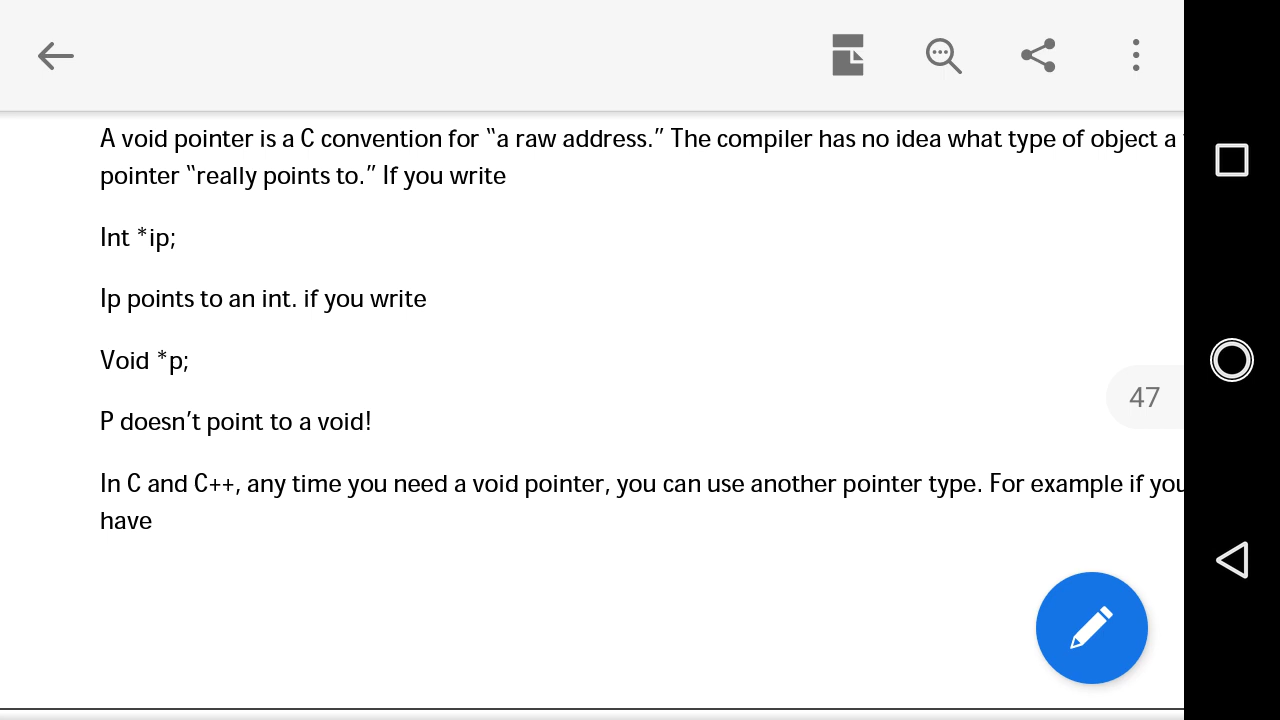 A void pointer is a C convention for “a raw address.” The compiler has no idea what type of object a
pointer “really points to.” If you write
Int *ip;
Ip points to an int. if you write
Void *p;
P doesn’t point to a void!
47
In C and C++, any time you need a void pointer, you can use another pointer type. For example if you
have